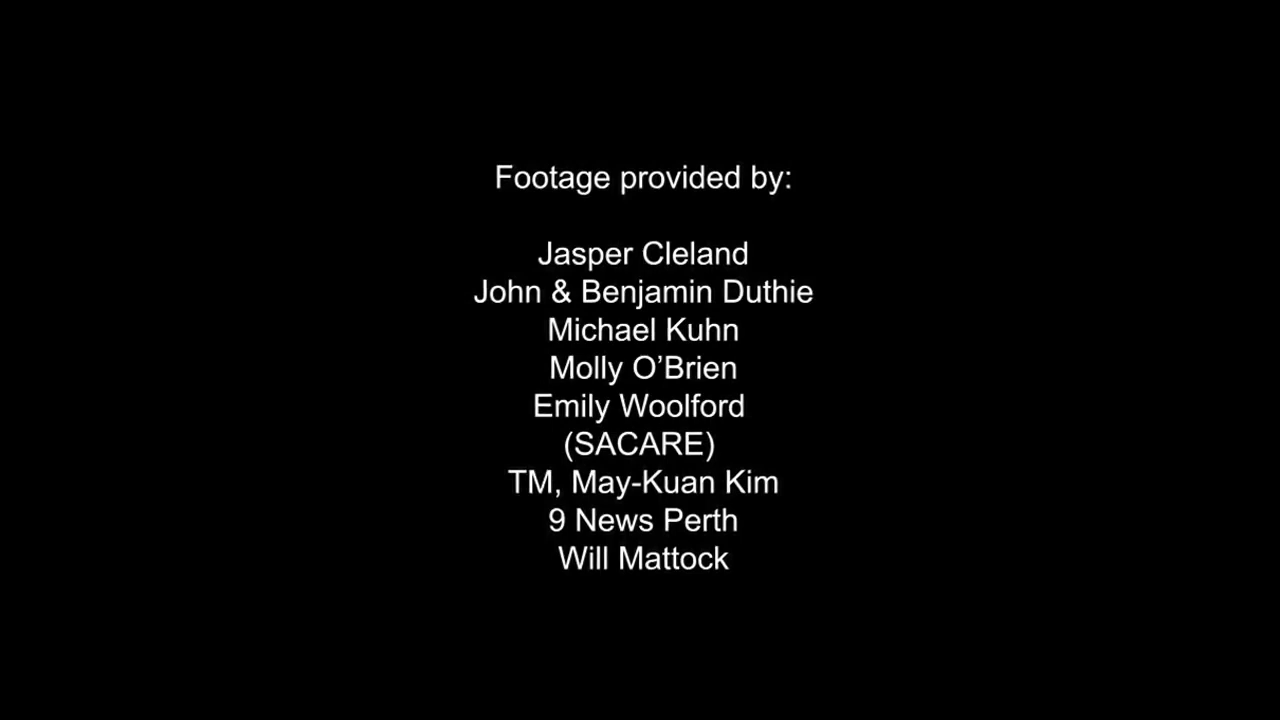 Footage provided by:
Jasper Cleland
John & Benjamin Duthie
Michael Kuhn
Molly O’Brien
Emily Woolford
(SACARE)
TM, May-Kuan Kim
9 News Perth
Will Mattock